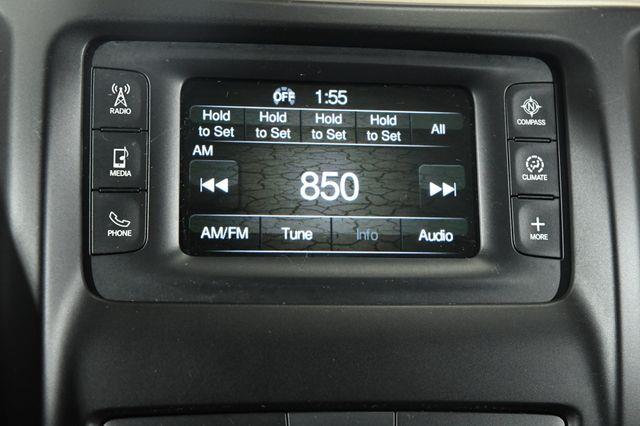 OFF 1:55
Hold to Set Hold to Set Hold to Set Hold to Set All
AM
850
AM/FM Tune Info Audio
RADIO
MEDIA
PHONE
N
COMPASS
CLIMATE
+
MORE